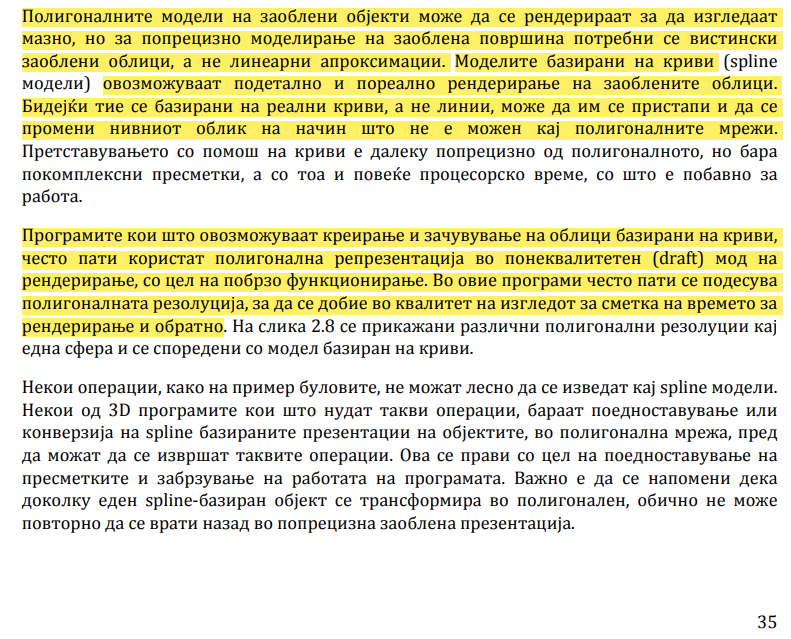 Полигоналните модели на заоблени објекти може да се рендерираат за да изгледаат
мазно, но за попрецизно моделирање на заоблена површина потребни се вистински
заоблени облици, а не линеарни апроксимации. Моделите базирани на криви (spline
модели) овозможуваат подетално и пореално рендерирање на заоблените облици.
Бидејќи тие се базирани на реални криви, а не линии, може да им се пристапи и да се
промени нивниот облик на начин што не е можен кај полигоналните мрежи.
Претставувањето со помош на криви е далеку попрецизно од полигоналното, но бара
покомплексни пресметки, а со тоа и повеќе процесорско време, со што е побавно за
работа.
Програмите кои што овозможуваат креирање и зачувување на облици базирани на криви,
често пати користат полигонална репрезентација во понеквалитетен (draft) мод на
рендерирање, со цел на побрзо функционирање. Во овие програми често пати се подесува
полигоналната резолуција, за да се добие во квалитет на изгледот за сметка на времето за
рендерирање и обратно. На слика 2.8 се прикажани различни полигонални резолуции кај
една сфера и се споредени со модел базиран на криви.
Некои операции, како на пример буловите, не можат лесно да се изведат кај spline модели.
Некои од 3D програмите кои што нудат такви операции, бараат поедноставување или
конверзија на spline базираните презентации на објектите, во полигонална мрежа, пред
да можат да се извршат таквите операции. Ова се прави со цел на поедноставување на
пресметките и забрзување на работата на програмата. Важно е да се напомени дека
доколку еден spline-базиран објект се трансформира во полигонален, обично не може
повторно да се врати назад во попрецизна заоблена презентација.
35